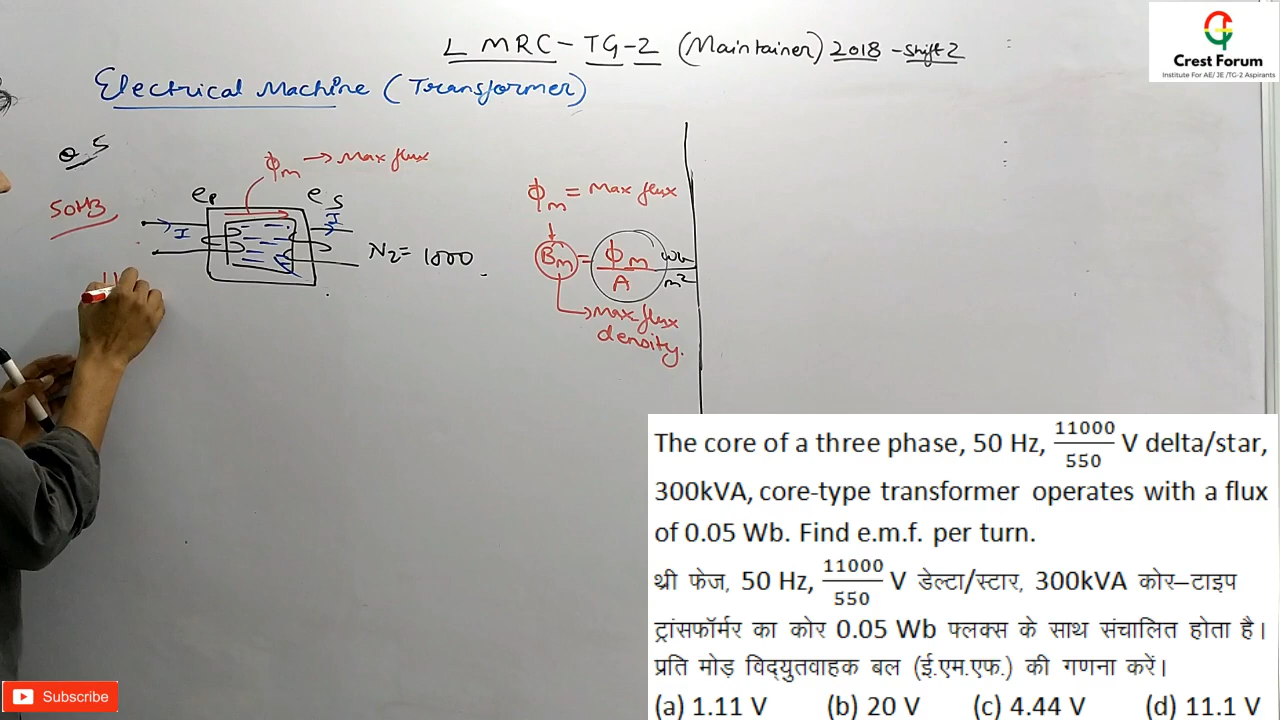 L MRC - TG-2 (Maintainer) 2018 - shift 2
Crest Forum
Institute For AE/ JE /TG-2 Aspirants
Electrical Machine (Transformer)
Q.5
ϕm → Max flux
50Hz
eP
es
I
I
N2 = 1000
11
ϕm = Max flux
Bm = ϕm / A wb / m²
→ Max flux
density.
The core of a three phase, 50 Hz, 11000/550 V delta/star,
300kVA, core-type transformer operates with a flux
of 0.05 Wb. Find e.m.f. per turn.
थ्री फेज, 50 Hz, 11000/550 V डेल्टा/स्टार, 300kVA कोर–टाइप
ट्रांसफॉर्मर का कोर 0.05 Wb फ्लक्स के साथ संचालित होता है।
प्रति मोड़ विद्युतवाहक बल (ई.एम.एफ.) की गणना करें।
(a) 1.11 V (b) 20 V (c) 4.44 V (d) 11.1 V
Subscribe